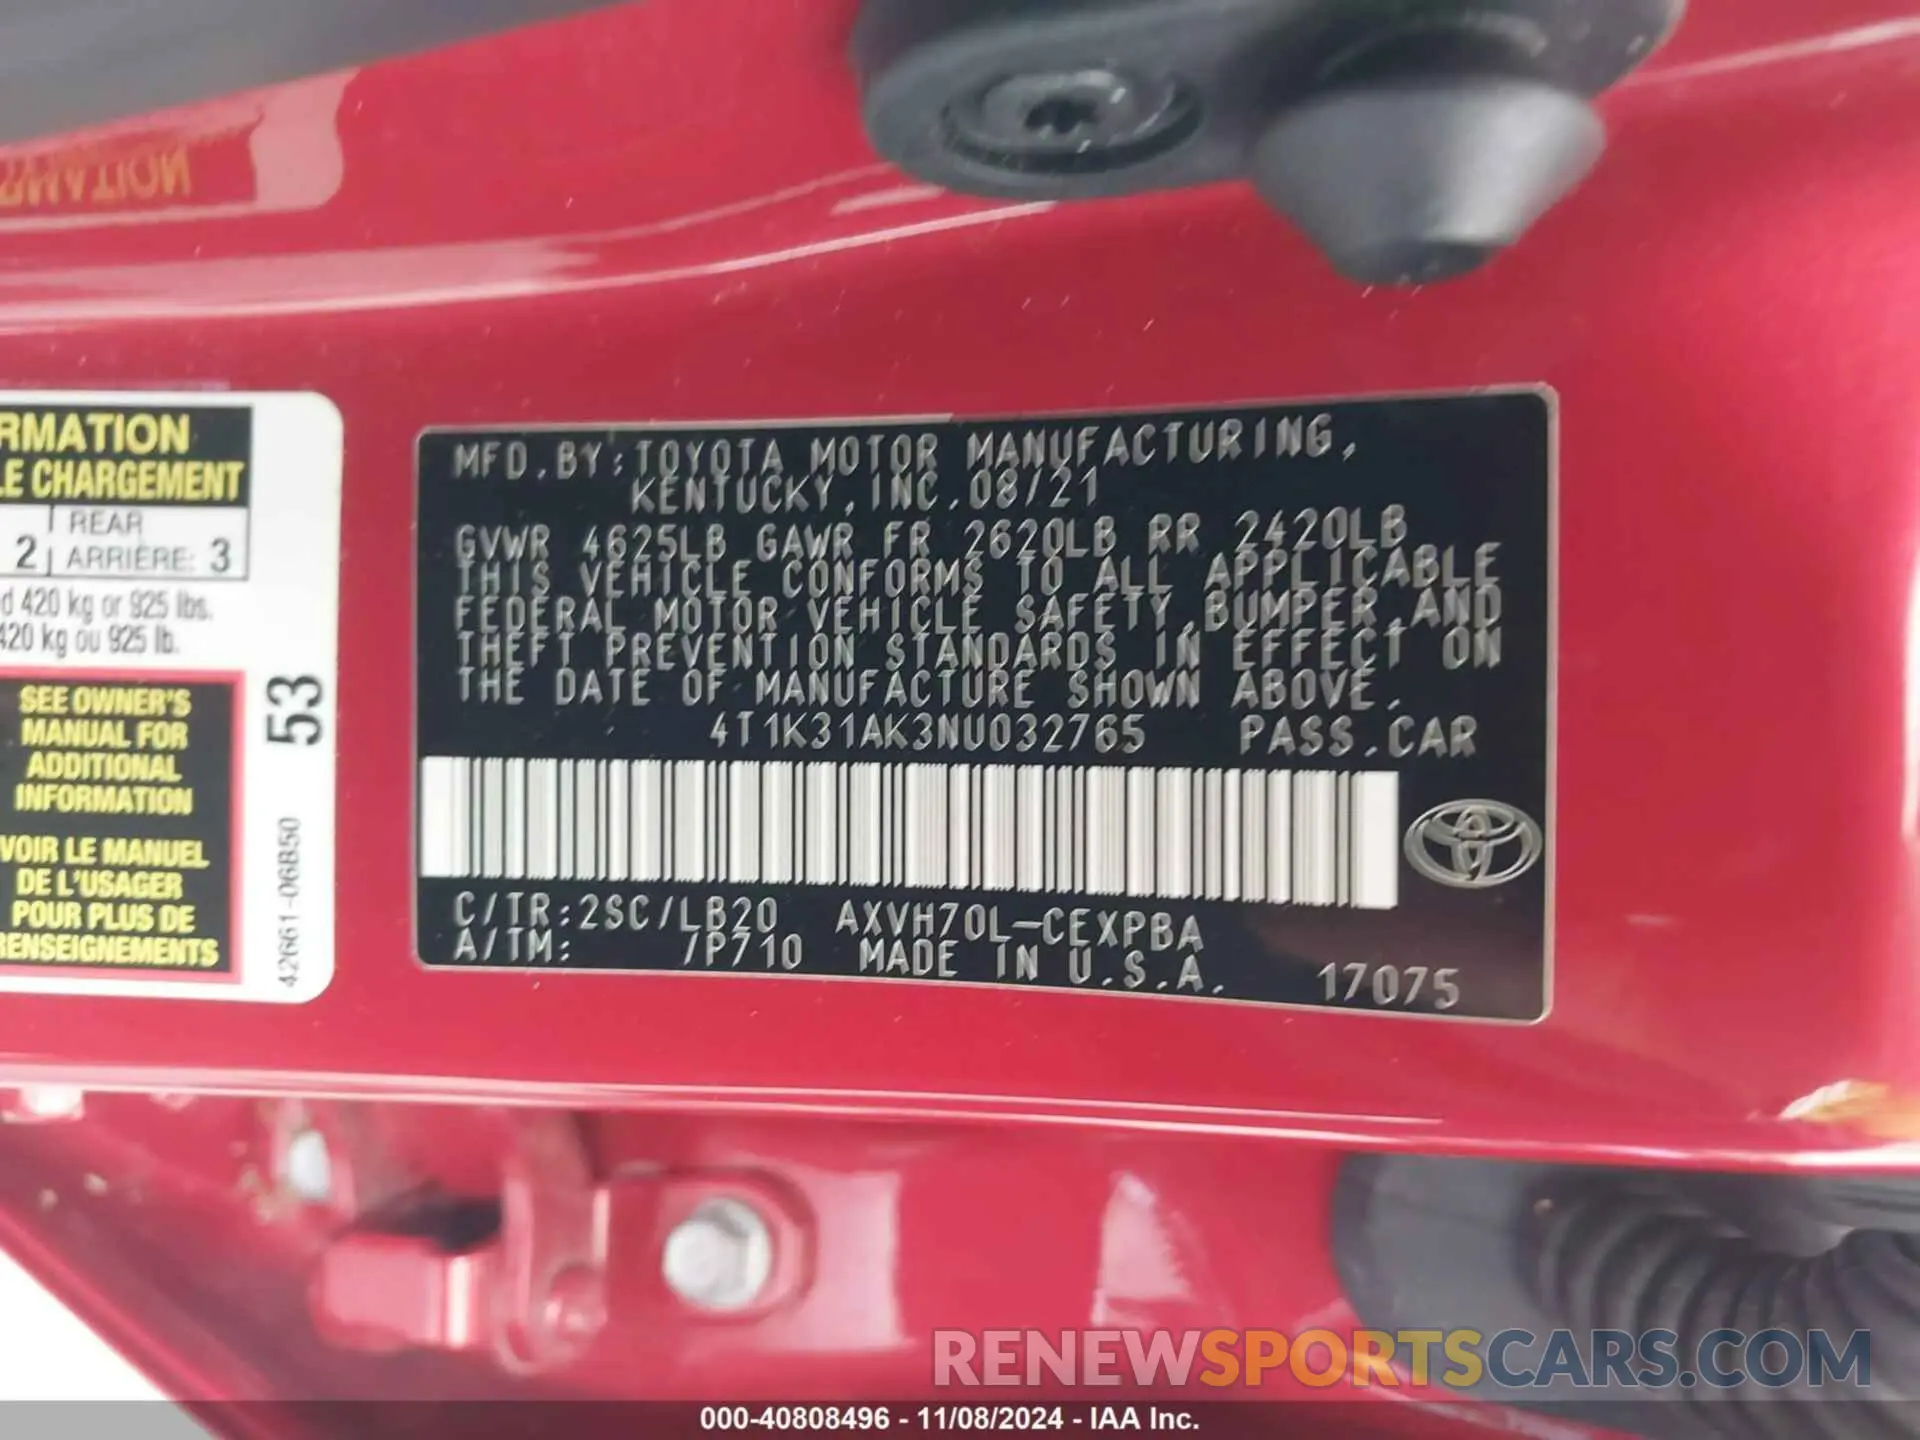 RMATION
LE CHARGEMENT
2 REAR
ARRIÈRE: 3
d 420 kg or 925 lbs.
420 kg ou 925 lb.
SEE OWNER'S
MANUAL FOR
ADDITIONAL
INFORMATION
VOIR LE MANUEL
DE L'USAGER
POUR PLUS DE
RENSEIGNEMENTS
53
42661-06B50
MFD. BY: TOYOTA MOTOR MANUFACTURING,
KENTUCKY, INC. 08/21
GVWR 4625LB GAWR FR 2620LB RR 2420LB
THIS VEHICLE CONFORMS TO ALL APPLICABLE
FEDERAL MOTOR VEHICLE SAFETY, BUMPER, AND
THEFT PREVENTION STANDARDS IN EFFECT ON
THE DATE OF MANUFACTURE SHOWN ABOVE.
4T1K31AK3NU032765 PASS. CAR
C/TR: 2SC/LB20 AXVH70L-CEXPBA
A/TM: /P710 MADE IN U.S.A. 17075
RENEWSPORTSCARS.COM
000-40808496 - 11/08/2024 - IAA Inc.